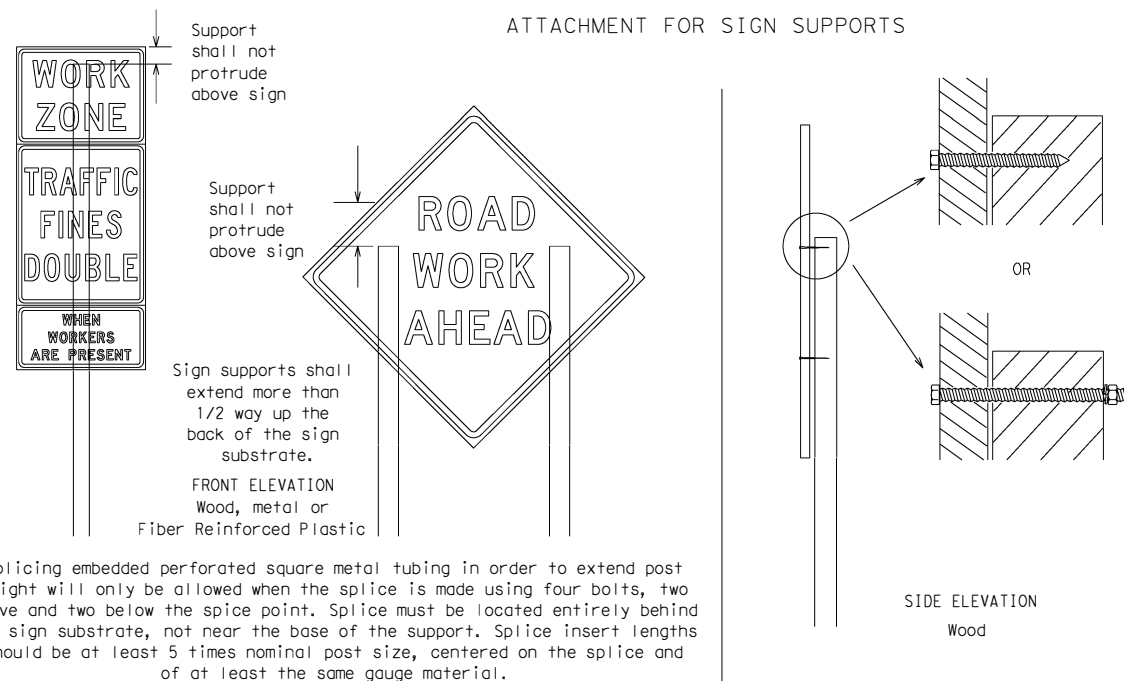 ATTACHMENT FOR SIGN SUPPORTS
Support
shall not
protrude
above sign
WORK
ZONE
TRAFFIC
FINES
DOUBLE
WHEN
WORKERS
ARE PRESENT
Support
shall not
protrude
above sign
ROAD
WORK
AHEAD
Sign supports shall
extend more than
1/2 way up the
back of the sign
substrate.
FRONT ELEVATION
Wood, metal or
Fiber Reinforced Plastic
plicing embedded perforated square metal tubing in order to extend post
ight will only be allowed when the splice is made using four bolts, two
ve and two below the spice point. Splice must be located entirely behind
sign substrate, not near the base of the support. Splice insert lengths
hould be at least 5 times nominal post size, centered on the splice and
of at least the same gauge material.
OR
SIDE ELEVATION
Wood